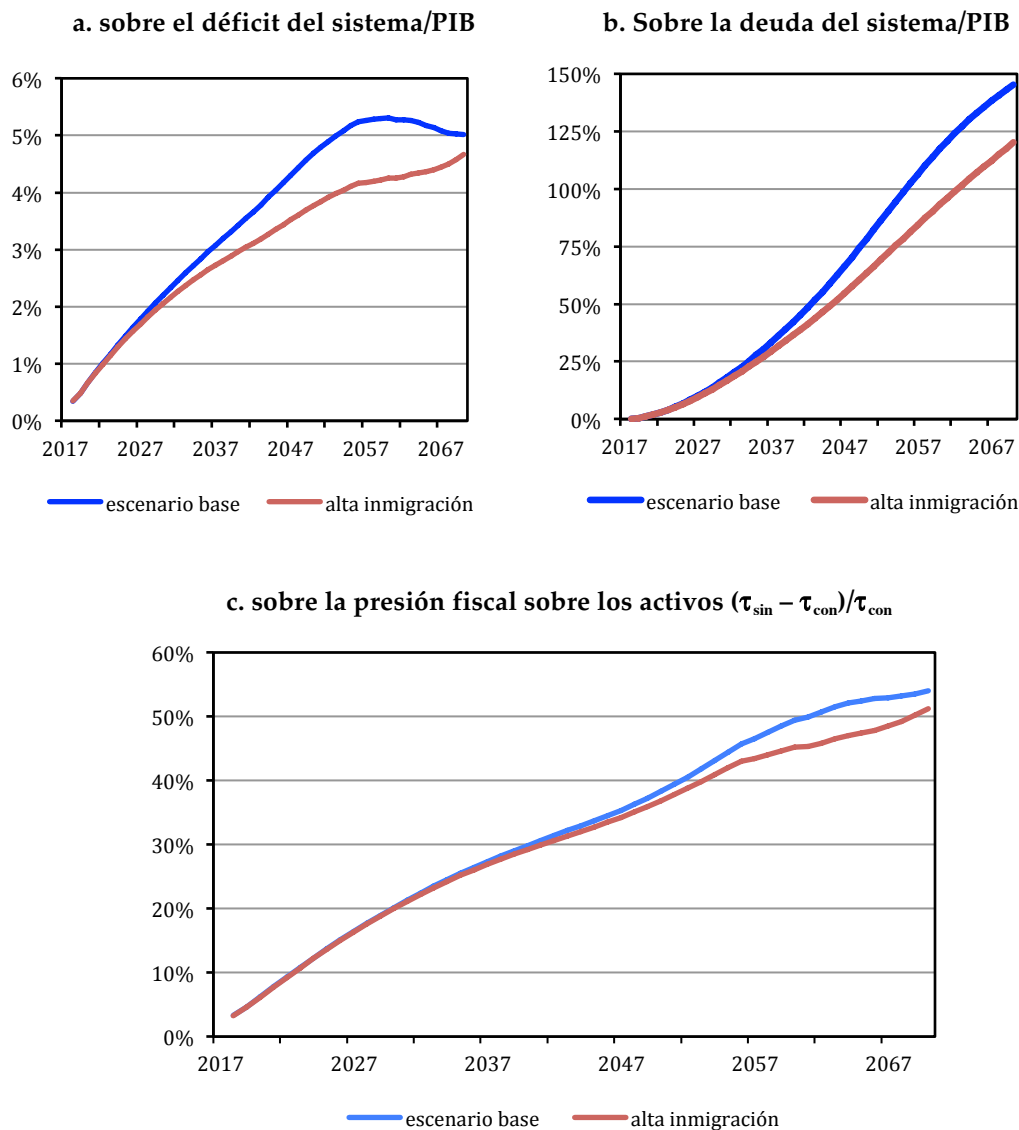 a. sobre el déficit del sistema/PIB
6%
5%
4%
3%
2%
1%
0%
2017 2027 2037 2047 2057 2067
escenario base alta inmigración
b. Sobre la deuda del sistema/PIB
150%
125%
100%
75%
50%
25%
0%
2017 2027 2037 2047 2057 2067
escenario base alta inmigración
c. sobre la presión fiscal sobre los activos (τsin – τcon)/τcon
60%
50%
40%
30%
20%
10%
0%
2017 2027 2037 2047 2057 2067
escenario base alta inmigración